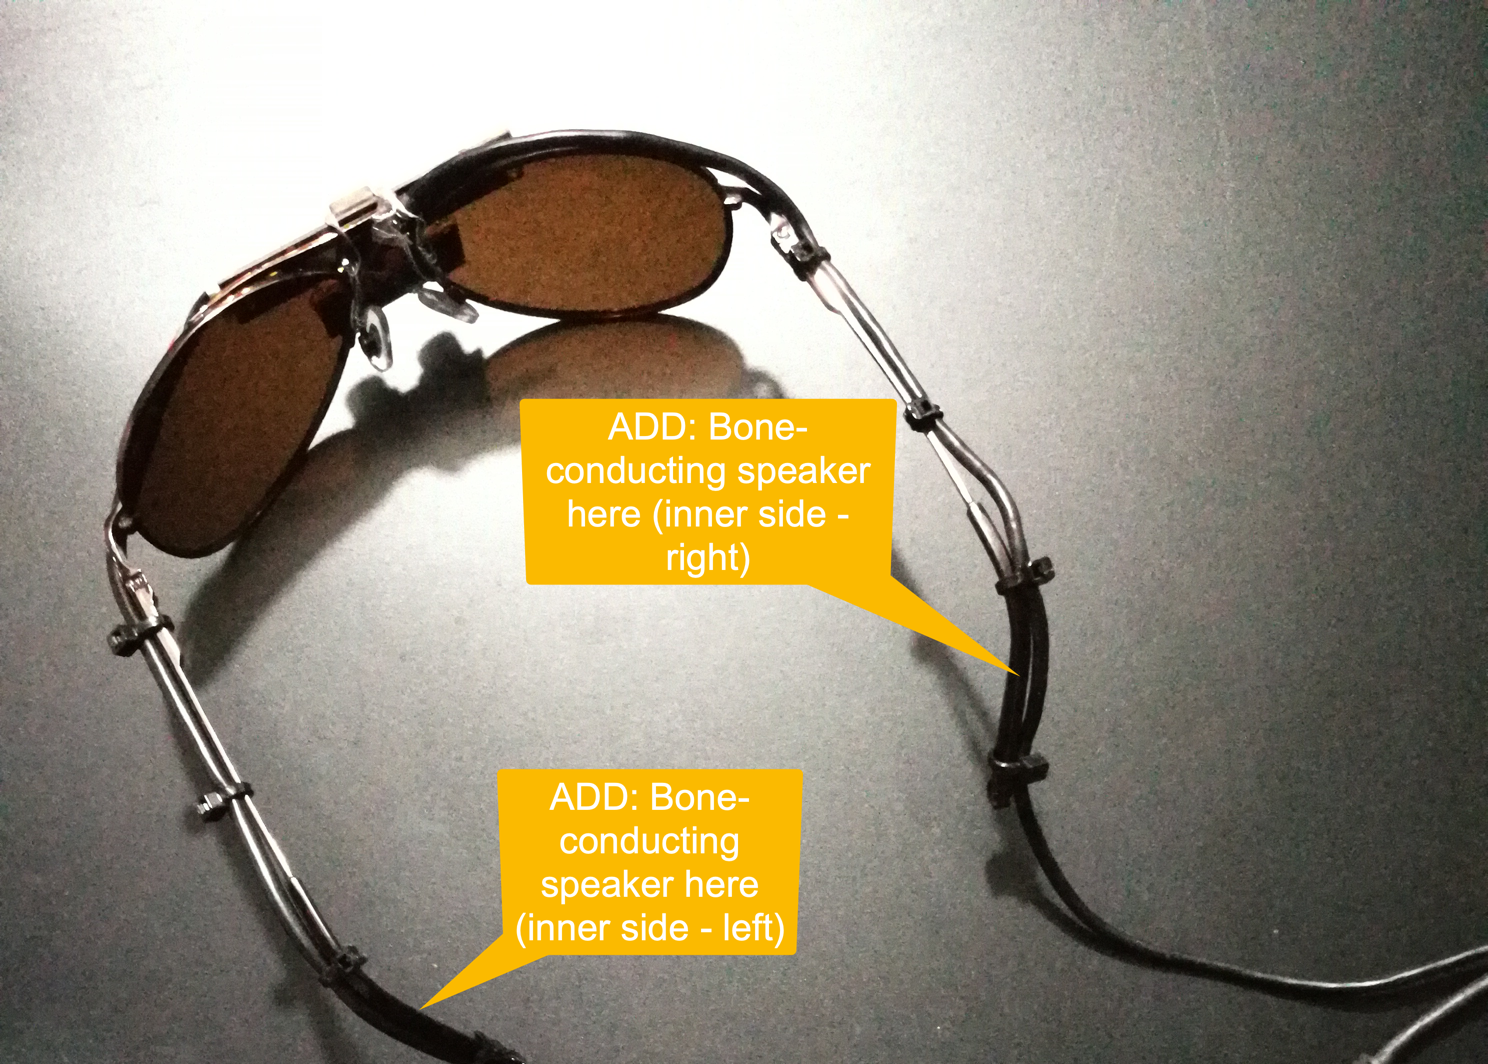 ADD: Bone-
conducting speaker
here (inner side -
right)
ADD: Bone-
conducting
speaker here
(inner side - left)